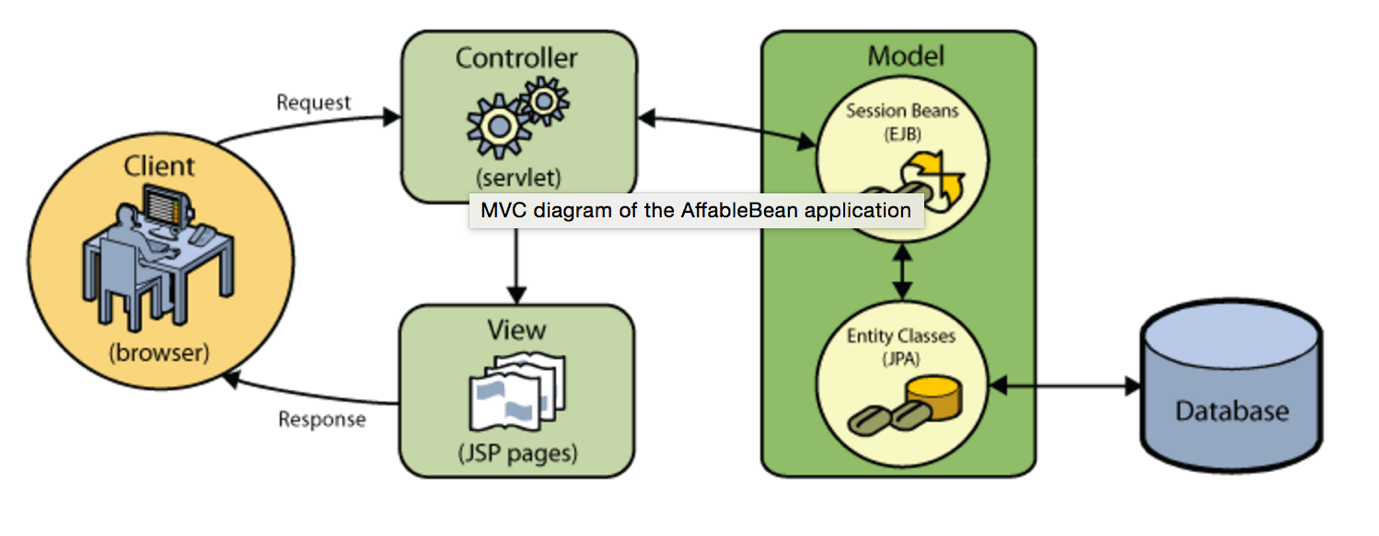 Controller
(servlet)
Model
Session Beans
(EJB)
Request
Client
(browser)
MVC diagram of the AffableBean application
View
(JSP pages)
Response
Entity Classes
(JPA)
Database